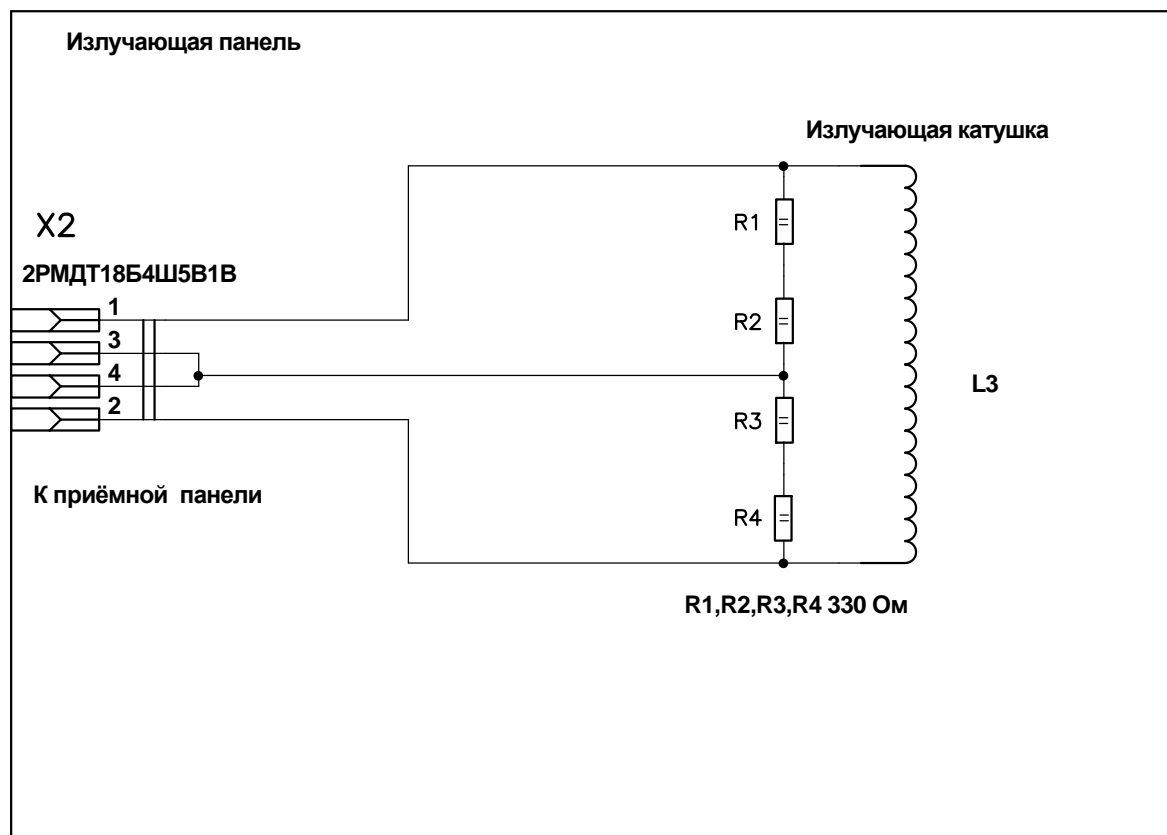 Излучающая панель
Излучающая катушка
X2
R1
2РМДТ18Б4Ш5В1В
1
R2
3
4
L3
2
R3
К приёмной панели
R4
R1,R2,R3,R4 330 Ом